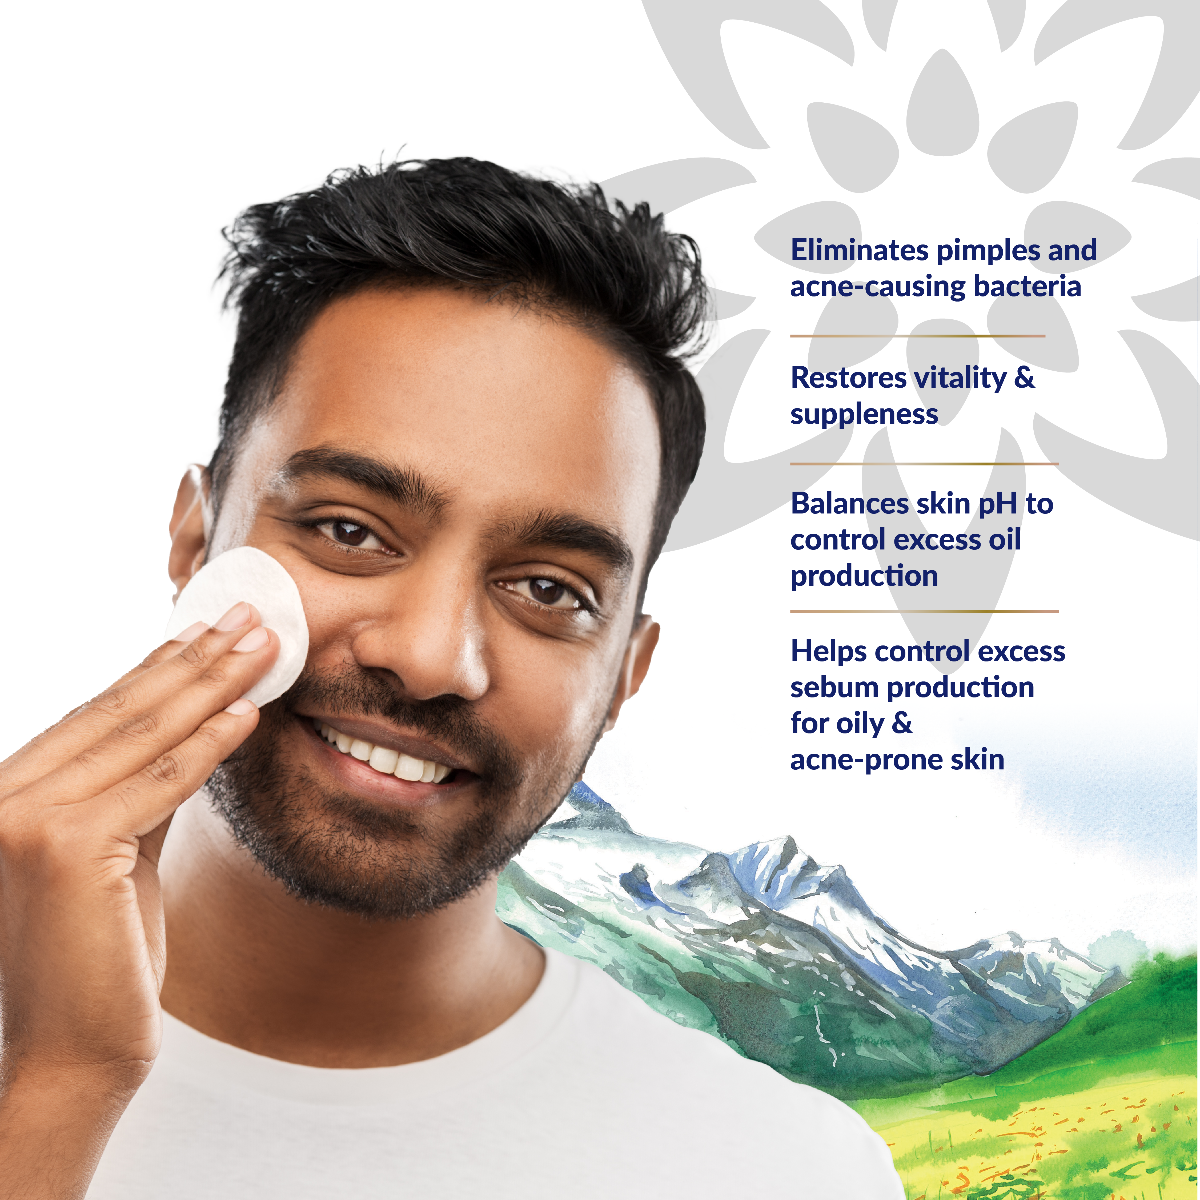 Eliminates pimples and
acne-causing bacteria
Restores vitality &
suppleness
Balances skin pH to
control excess oil
production
Helps control excess
sebum production
for oily &
acne-prone skin